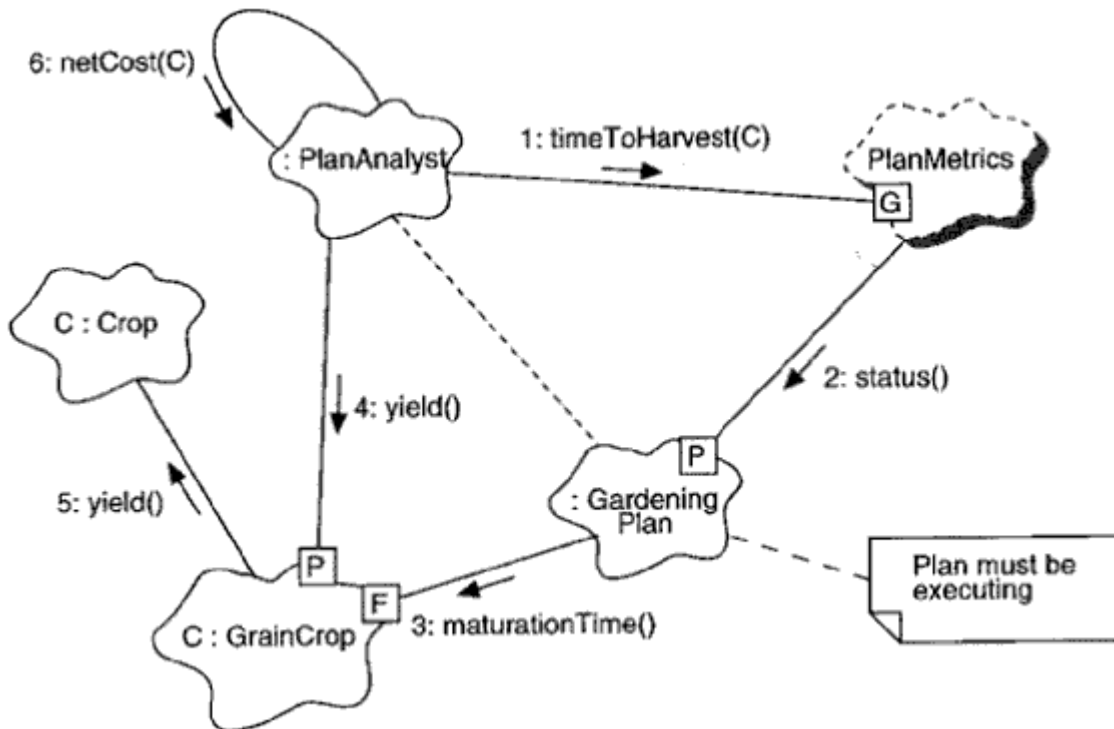 6: netCost(C)
: PlanAnalyst
1: timeToHarvest(C)
PlanMetrics
G
C : Crop
4: yield()
2: status()
P
: Gardening
Plan
5: yield()
P
F
Plan must be
executing
C : GrainCrop
3: maturationTime()